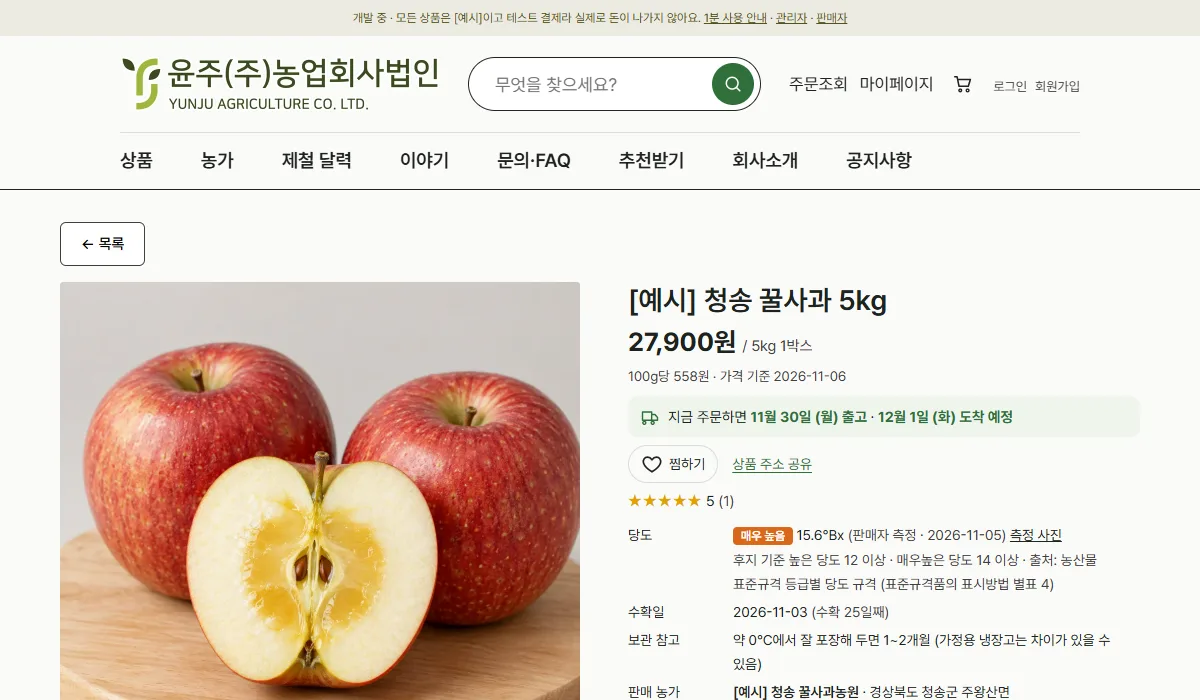 개발 중 · 모든 상품은 [예시]이고 테스트 결제라 실제로 돈이 나가지 않아요. 1분 사용 안내 · 관리자 · 판매자
윤주(주)농업회사법인
YUNJU AGRICULTURE CO. LTD.
무엇을 찾으세요?
주문조회 마이페이지 로그인 회원가입
상품 농가 제철 달력 이야기 문의·FAQ 추천받기 회사소개 공지사항
← 목록
[예시] 청송 꿀사과 5kg
27,900원 / 5kg 1박스
100g당 558원 · 가격 기준 2026-11-06
지금 주문하면 11월 30일 (월) 출고 · 12월 1일 (화) 도착 예정
찜하기 상품 주소 공유
★★★★★ 5 (1)
당도 매우 높음 15.6°Bx (판매자 측정 · 2026-11-05) 측정 사진
후지 기준 높은 당도 12 이상 · 매우높은 당도 14 이상 · 출처: 농산물
표준규격 등급별 당도 규격 (표준규격품의 표시방법 별표 4)
수확일 2026-11-03 (수확 25일째)
보관 참고 약 0°C에서 잘 포장해 두면 1~2개월 (가정용 냉장고는 차이가 있을 수
있음)
판매 농가 [예시] 청송 꿀사과농원 · 경상북도 청송군 주왕산면